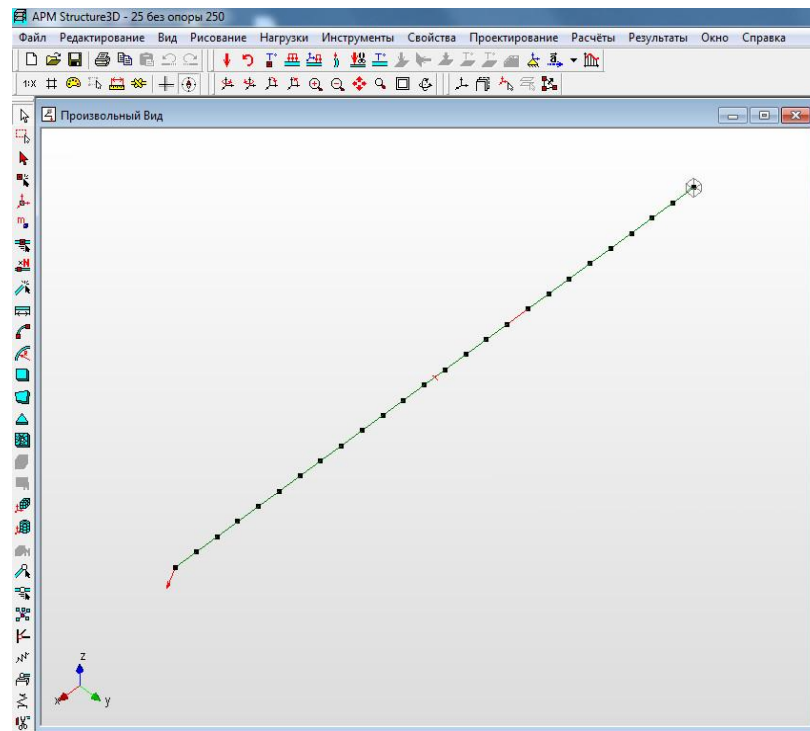 APM Structure3D - 25 без опоры 250
Файл Редактирование Вид Рисование Нагрузки Инструменты Свойства Проектирование Расчёты Результаты Окно Справка
Произвольный Вид
z
x
y